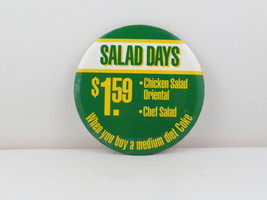 SALAD DAYS
$1.59
•Chicken Salad
Oriental
•Chef Salad
When you buy a medium diet Coke